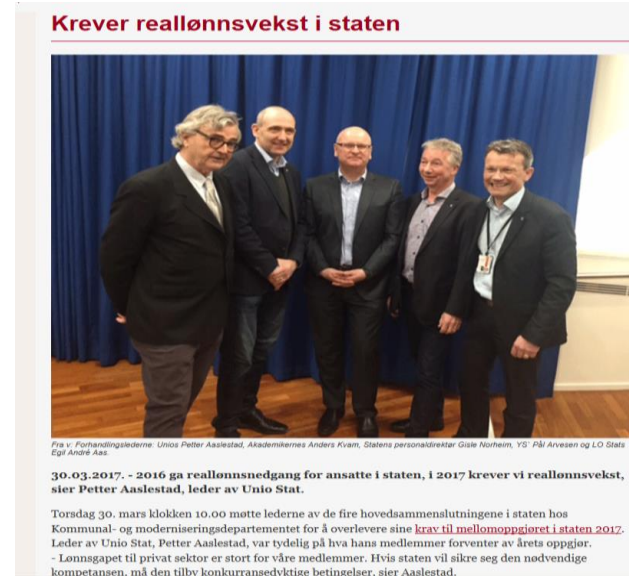 Krever reallønnsvekst i staten
Fra v: Forhandlingslederne: Unios Petter Aaslestad, Akademikernes Anders Kvam, Statens personaldirektør Gisle Norheim, YS` Pål Arvesen og LO Stats
Egil André Aas.
30.03.2017. - 2016 ga reallønnsnedgang for ansatte i staten, i 2017 krever vi reallønnsvekst,
sier Petter Aaslestad, leder av Unio Stat.
Torsdag 30. mars klokken 10.00 møtte lederne av de fire hovedsammenslutningene i staten hos
Kommunal- og moderniseringsdepartementet for å overlevere sine krav til mellomoppgjøret i staten 2017.
Leder av Unio Stat, Petter Aaslestad, var tydelig på hva hans medlemmer forventer av årets oppgjør.
- Lønnsgapet til privat sektor er stort for våre medlemmer. Hvis staten vil sikre seg den nødvendige
kompetansen, må den tilby konkurransedyktige betingelser, sier Aaslestad.